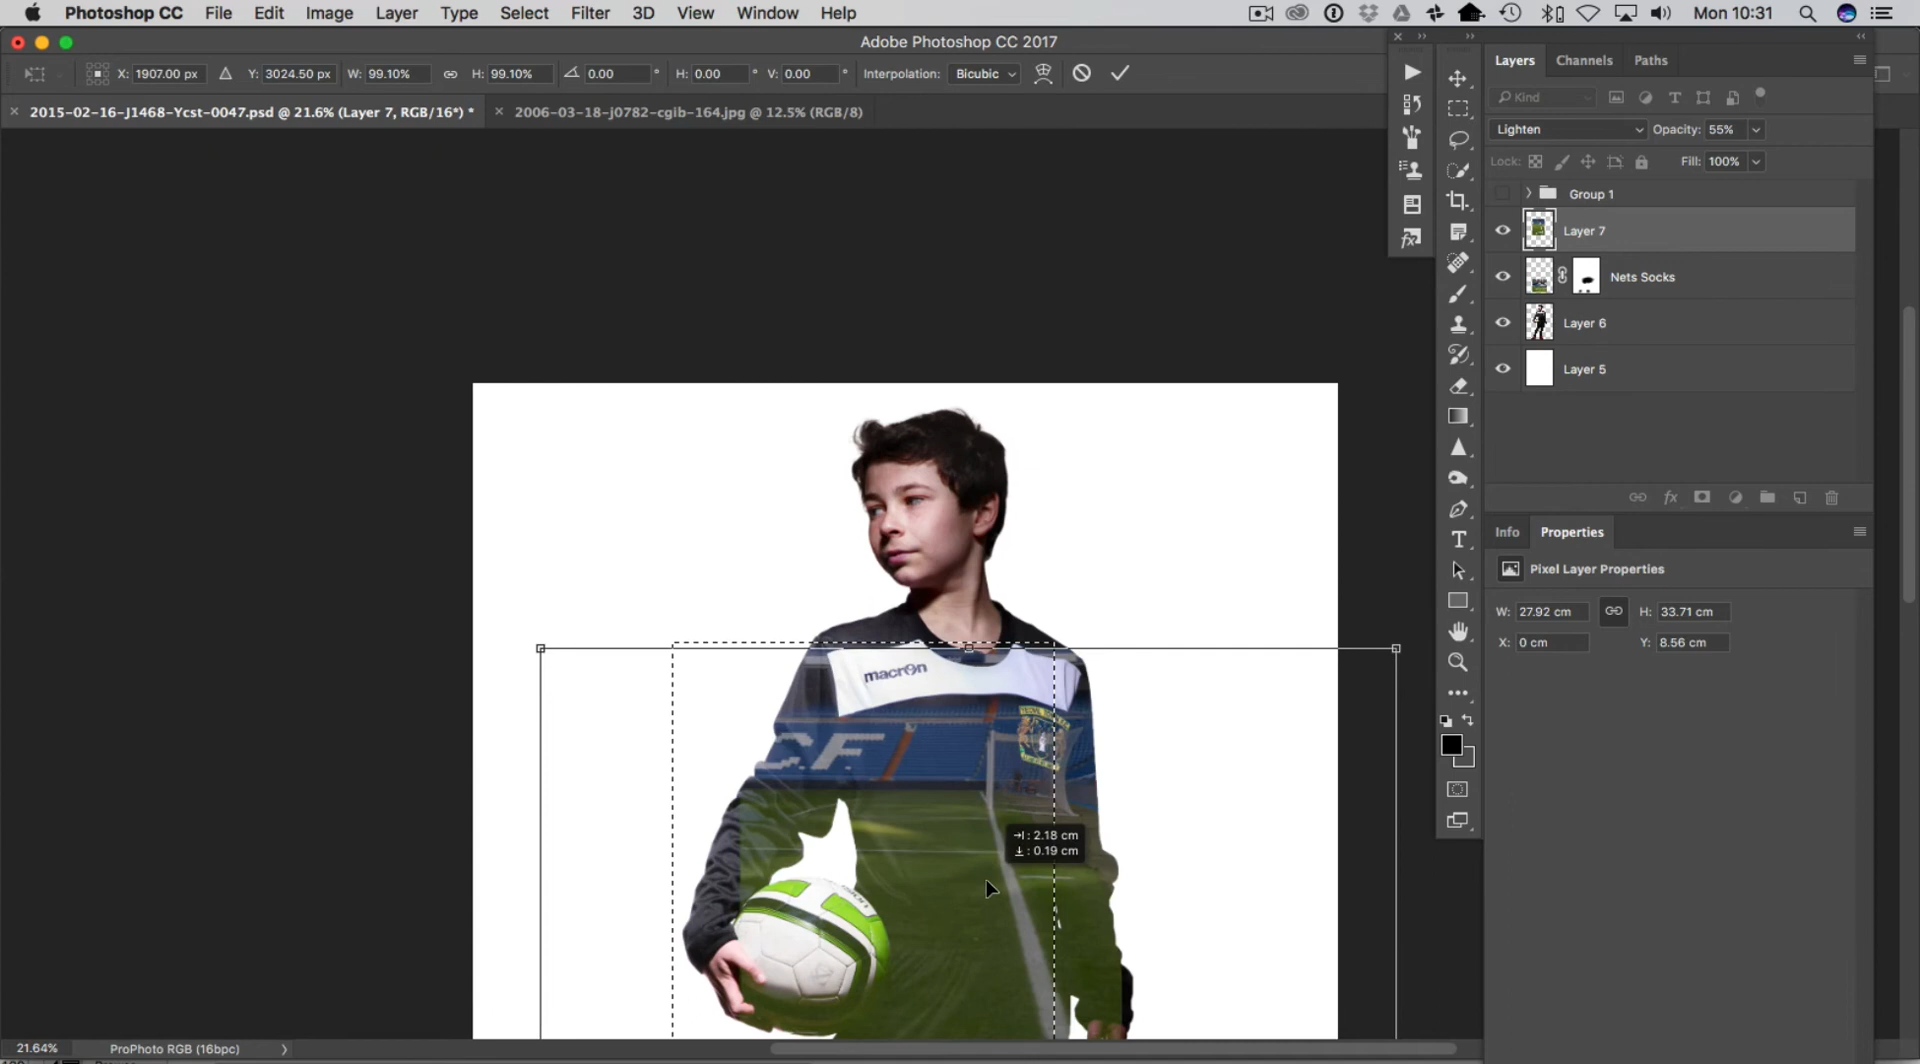 Photoshop CC File Edit Image Layer Type Select Filter 3D View Window Help Mon 10:31
Adobe Photoshop CC 2017
X: 1907.00 px Y: 3024.50 px W: 99.10% H: 99.10% 0.00 ° H: 0.00 ° V: 0.00 ° Interpolation: Bicubic
2015-02-16-J1468-Ycst-0047.psd @ 21.6% (Layer 7, RGB/16*) * 2006-03-18-j0782-cgib-164.jpg @ 12.5% (RGB/8)
Layers Channels Paths
Kind
Lighten Opacity: 55%
Lock: Fill: 100%
Group 1
Layer 7
Nets Socks
Layer 6
Layer 5
fx
Info Properties
Pixel Layer Properties
W: 27.92 cm H: 33.71 cm
X: 0 cm Y: 8.56 cm
macron
C.F
: 2.18 cm
: 0.19 cm
21.64% ProPhoto RGB (16bpc)